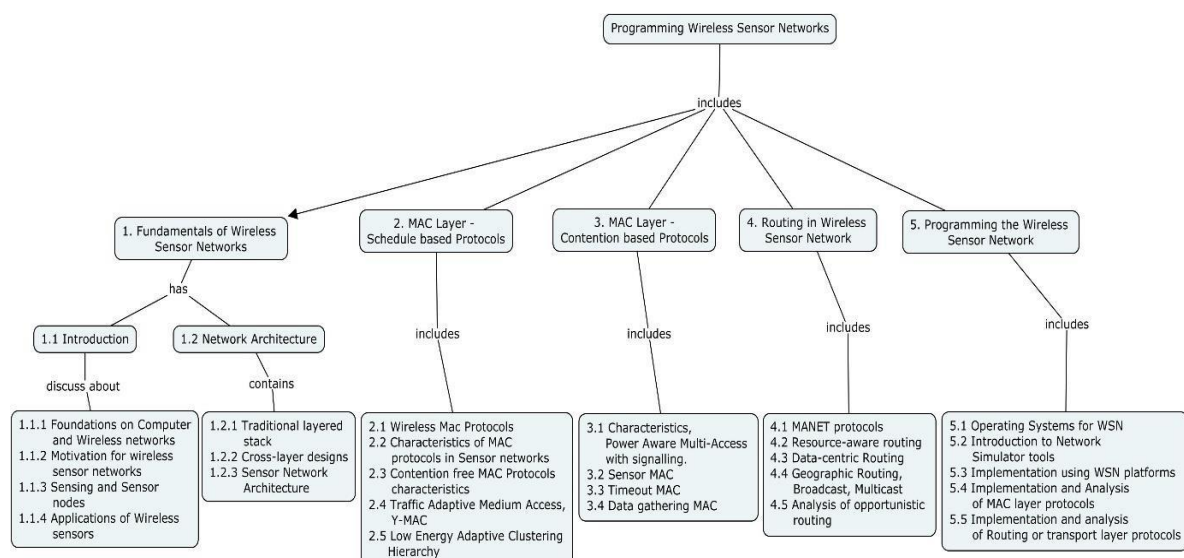 Programming Wireless Sensor Networks
includes
1. Fundamentals of Wireless
Sensor Networks
2. MAC Layer -
Schedule based Protocols
3. MAC Layer -
Contention based Protocols
4. Routing in Wireless
Sensor Network
5. Programming the Wireless
Sensor Network
has
1.1 Introduction
1.2 Network Architecture
includes
includes
includes
includes
discuss about
contains
1.1.1 Foundations on Computer
and Wireless networks
1.1.2 Motivation for wireless
sensor networks
1.1.3 Sensing and Sensor
nodes
1.1.4 Applications of Wireless
sensors
1.2.1 Traditional layered
stack
1.2.2 Cross-layer designs
1.2.3 Sensor Network
Architecture
2.1 Wireless Mac Protocols
2.2 Characteristics of MAC
protocols in Sensor networks
2.3 Contention free MAC Protocols
characteristics
2.4 Traffic Adaptive Medium Access,
Y-MAC
2.5 Low Energy Adaptive Clustering
Hierarchy
3.1 Characteristics,
Power Aware Multi-Access
with signalling.
3.2 Sensor MAC
3.3 Timeout MAC
3.4 Data gathering MAC
4.1 MANET protocols
4.2 Resource-aware routing
4.3 Data-centric Routing
4.4 Geographic Routing,
Broadcast, Multicast
4.5 Analysis of opportunistic
routing
5.1 Operating Systems for WSN
5.2 Introduction to Network
Simulator tools
5.3 Implementation using WSN platforms
5.4 Implementation and Analysis
of MAC layer protocols
5.5 Implementation and analysis
of Routing or transport layer protocols